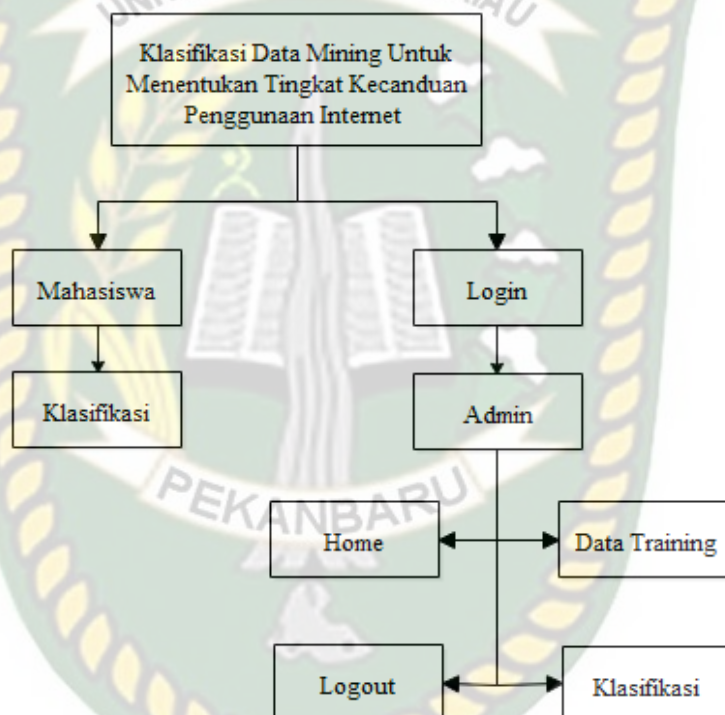 Klasifikasi Data Mining Untuk
Menentukan Tingkat Kecanduan
Penggunaan Internet
Mahasiswa
Login
Klasifikasi
Admin
PEKANBARU
Home
Data Training
Logout
Klasifikasi